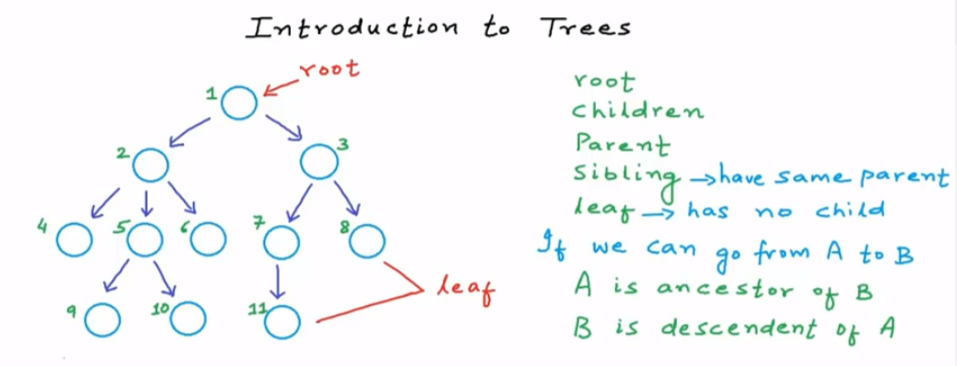 Introduction to Trees
root
1
2
3
4
5
6
7
8
9
10
11
leaf
root
children
Parent
Sibling → have same parent
leaf → has no child
If we can go from A to B
A is ancestor of B
B is descendent of A